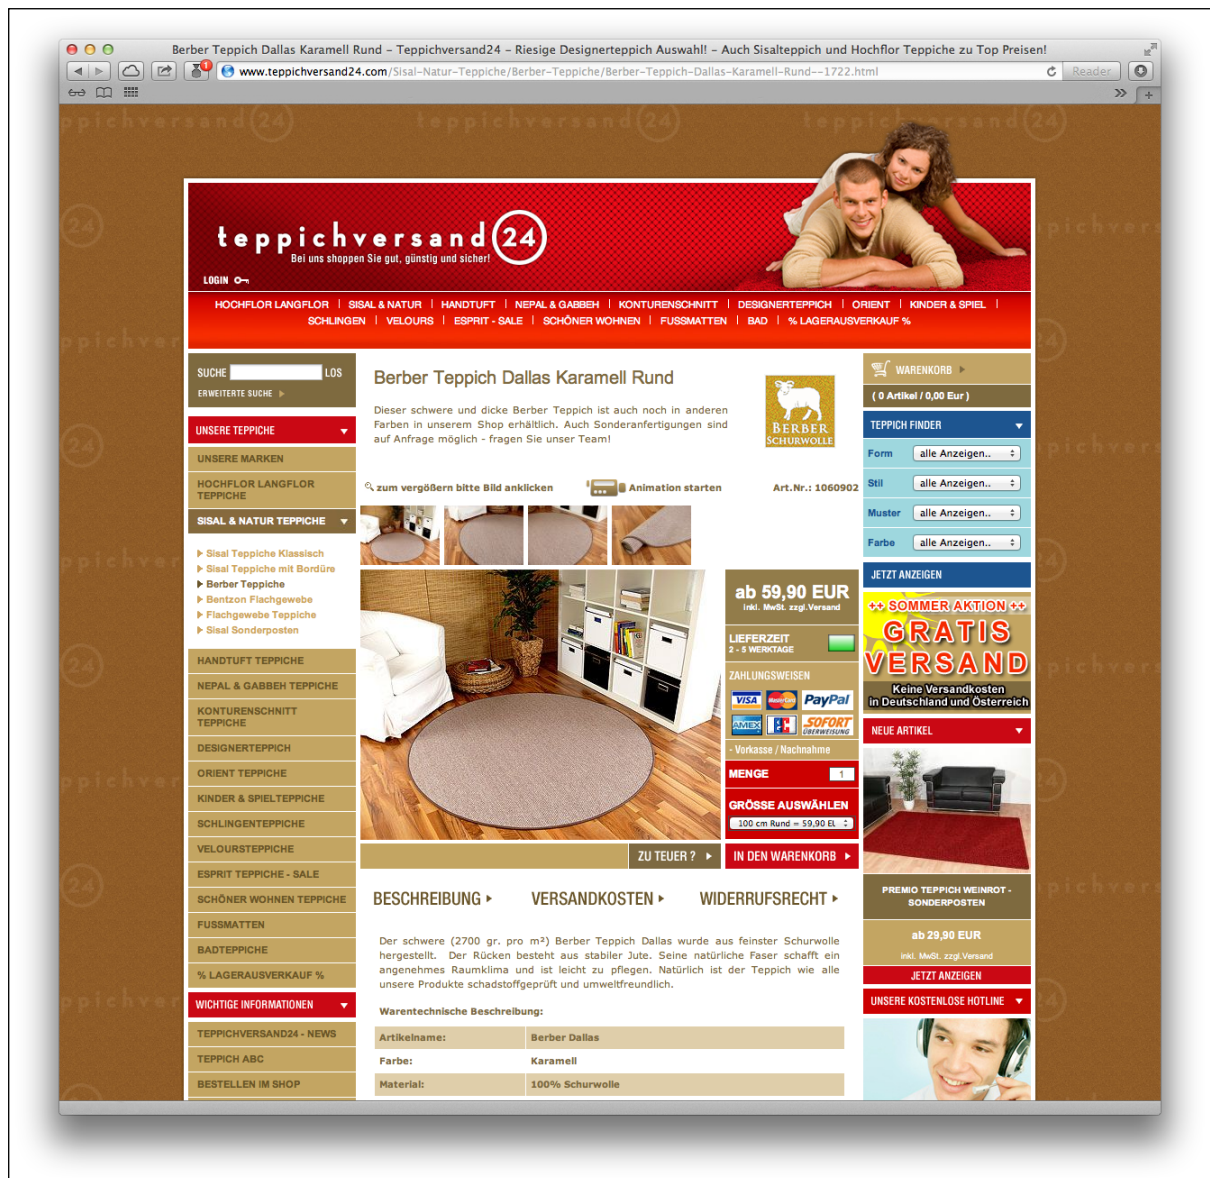 Berber Teppich Dallas Karamell Rund – Teppichversand24 – Riesige Designerteppich Auswahl! – Auch Sisalteppich und Hochflor Teppiche zu Top Preisen!
1
www.teppichversand24.com/Sisal-Natur-Teppiche/Berber-Teppiche/Berber-Teppich-Dallas-Karamell-Rund--1722.html
Reader
teppichversand 24
Bei uns shoppen Sie gut, günstig und sicher!
LOGIN
HOCHFLOR LANGFLOR | SISAL & NATUR | HANDTUFT | NEPAL & GABBEH | KONTURENSCHNITT | DESIGNERTEPPICH | ORIENT | KINDER & SPIEL |
SCHLINGEN | VELOURS | ESPRIT - SALE | SCHÖNER WOHNEN | FUSSMATTEN | BAD | % LAGERAUSVERKAUF %
SUCHE LOS
ERWEITERTE SUCHE
UNSERE TEPPICHE
UNSERE MARKEN
HOCHFLOR LANGFLOR
TEPPICHE
SISAL & NATUR TEPPICHE
Sisal Teppiche Klassisch
Sisal Teppiche mit Bordüre
Berber Teppiche
Bentzon Flachgewebe
Flachgewebe Teppiche
Sisal Sonderposten
HANDTUFT TEPPICHE
NEPAL & GABBEH TEPPICHE
KONTURENSCHNITT
TEPPICHE
DESIGNERTEPPICH
ORIENT TEPPICHE
KINDER & SPIELTEPPICHE
SCHLINGENTEPPICHE
VELOURSTEPPICHE
ESPRIT TEPPICHE - SALE
SCHÖNER WOHNEN TEPPICHE
FUSSMATTEN
BADTEPPICHE
% LAGERAUSVERKAUF %
WICHTIGE INFORMATIONEN
TEPPICHVERSAND24 - NEWS
TEPPICH ABC
BESTELLEN IM SHOP
Berber Teppich Dallas Karamell Rund
Dieser schwere und dicke Berber Teppich ist auch noch in anderen
Farben in unserem Shop erhältlich. Auch Sonderanfertigungen sind
auf Anfrage möglich - fragen Sie unser Team!
BERBER
SCHURWOLLE
zum vergößern bitte Bild anklicken
Animation starten
Art.Nr.: 1060902
ab 59,90 EUR
inkl. MwSt. zzgl.Versand
LIEFERZEIT
2 - 5 WERKTAGE
ZAHLUNGSWEISEN
VISA MasterCard PayPal
AMEX EC SOFORT
ÜBERWEISUNG
- Vorkasse / Nachnahme
MENGE 1
GRÖSSE AUSWÄHLEN
100 cm Rund = 59,90 EU
ZU TEUER ?
IN DEN WARENKORB
BESCHREIBUNG VERSANDKOSTEN WIDERRUFSRECHT
Der schwere (2700 gr. pro m²) Berber Teppich Dallas wurde aus feinster Schurwolle
hergestellt. Der Rücken besteht aus stabiler Jute. Seine natürliche Faser schafft ein
angenehmes Raumklima und ist leicht zu pflegen. Natürlich ist der Teppich wie alle
unsere Produkte schadstoffgeprüft und umweltfreundlich.
Warentechnische Beschreibung:
Artikelname: Berber Dallas
Farbe: Karamell
Material: 100% Schurwolle
WARENKORB
( 0 Artikel / 0,00 Eur )
TEPPICH FINDER
Form alle Anzeigen..
Stil alle Anzeigen..
Muster alle Anzeigen..
Farbe alle Anzeigen..
JETZT ANZEIGEN
++ SOMMER AKTION ++
GRATIS
VERSAND
Keine Versandkosten
in Deutschland und Österreich
NEUE ARTIKEL
PREMIO TEPPICH WEINROT -
SONDERPOSTEN
ab 29,90 EUR
inkl. MwSt. zzgl.Versand
JETZT ANZEIGEN
UNSERE KOSTENLOSE HOTLINE